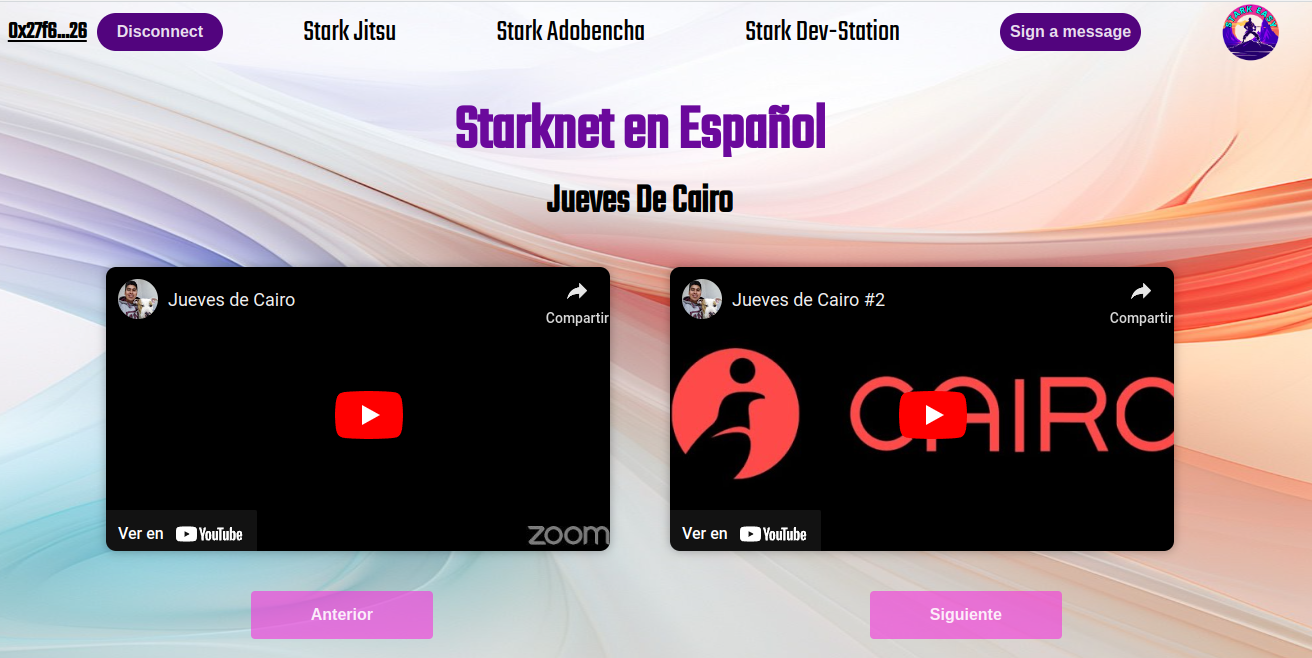 0x27f6...26 Disconnect Stark Jitsu Stark Adobencha Stark Dev-Station Sign a message STARK EASY
Starknet en Español
Jueves De Cairo
Jueves de Cairo Compartir
Ver en YouTube zoom
Jueves de Cairo #2 Compartir
CAIRO
Ver en YouTube
Anterior Siguiente